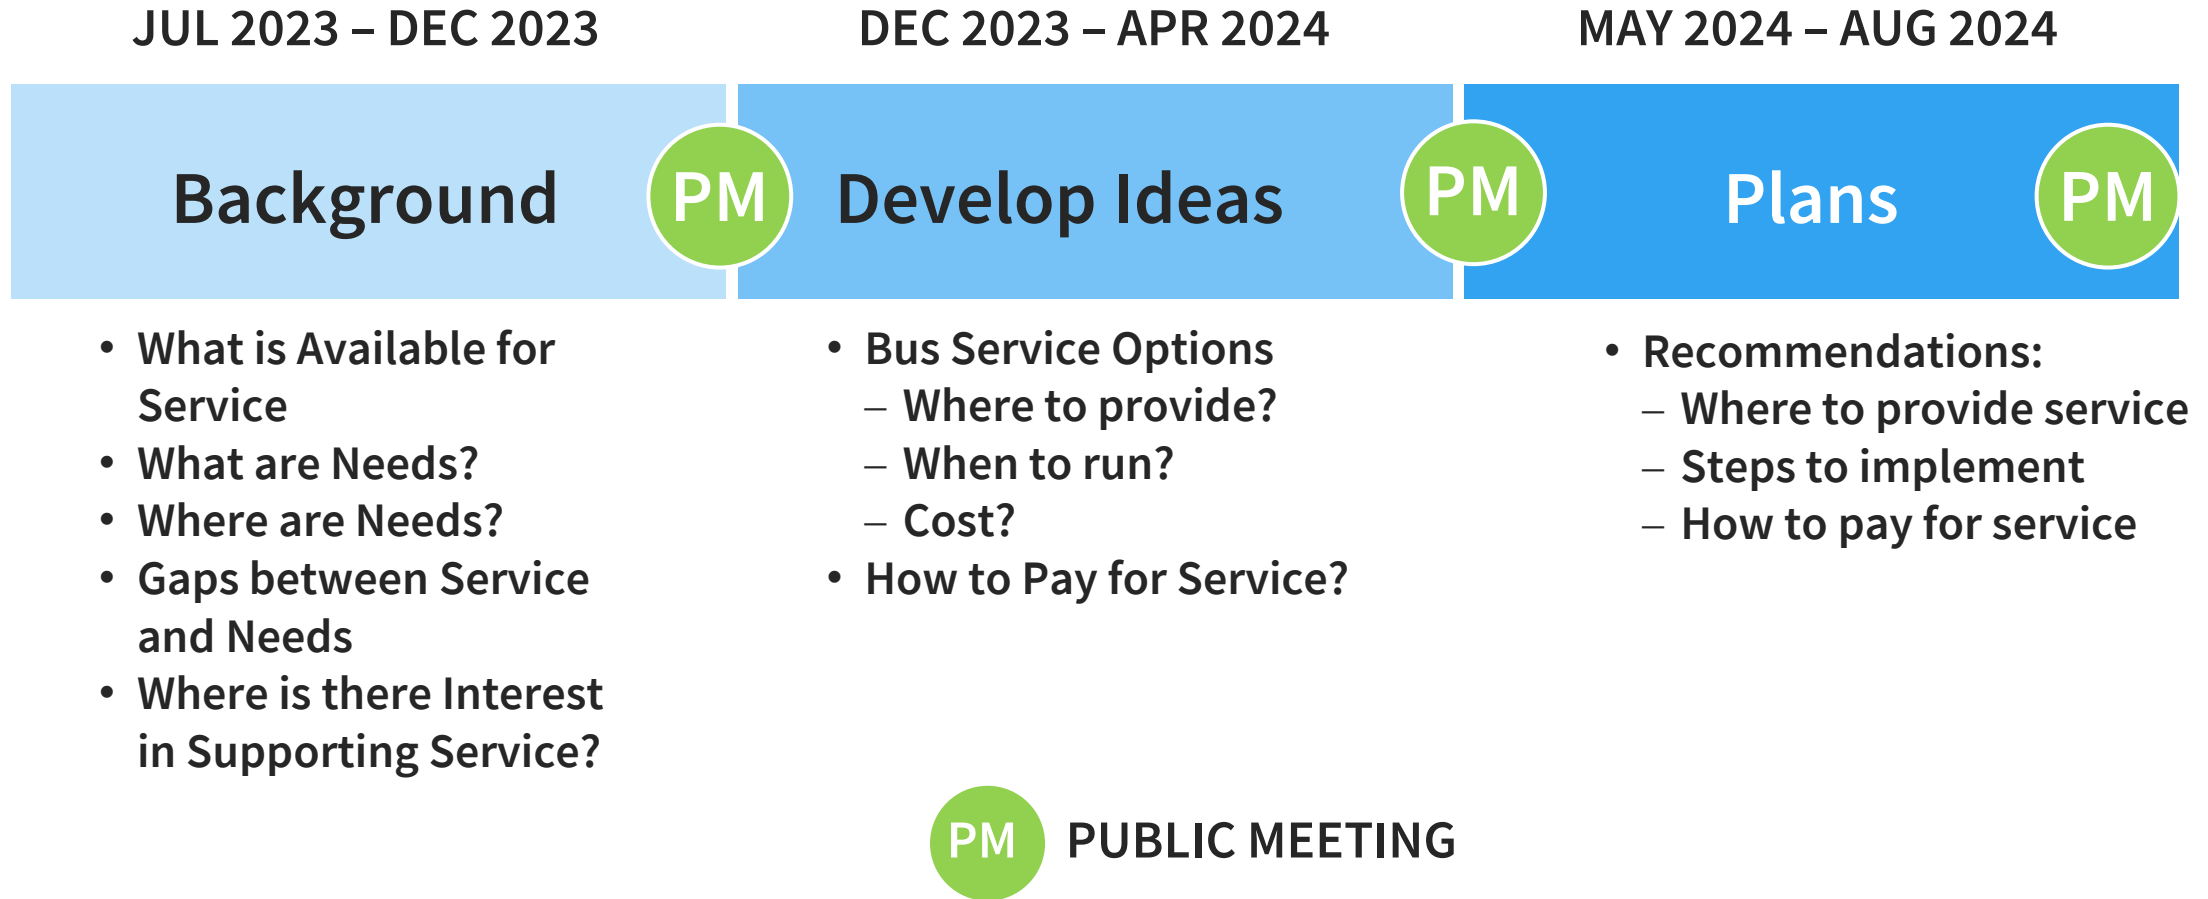 JUL 2023 – DEC 2023
DEC 2023 – APR 2024
MAY 2024 – AUG 2024
Background
PM
Develop Ideas
PM
Plans
PM
• What is Available for
Service
• What are Needs?
• Where are Needs?
• Gaps between Service
and Needs
• Where is there Interest
in Supporting Service?
• Bus Service Options
– Where to provide?
– When to run?
– Cost?
• How to Pay for Service?
• Recommendations:
– Where to provide service
– Steps to implement
– How to pay for service
PM PUBLIC MEETING